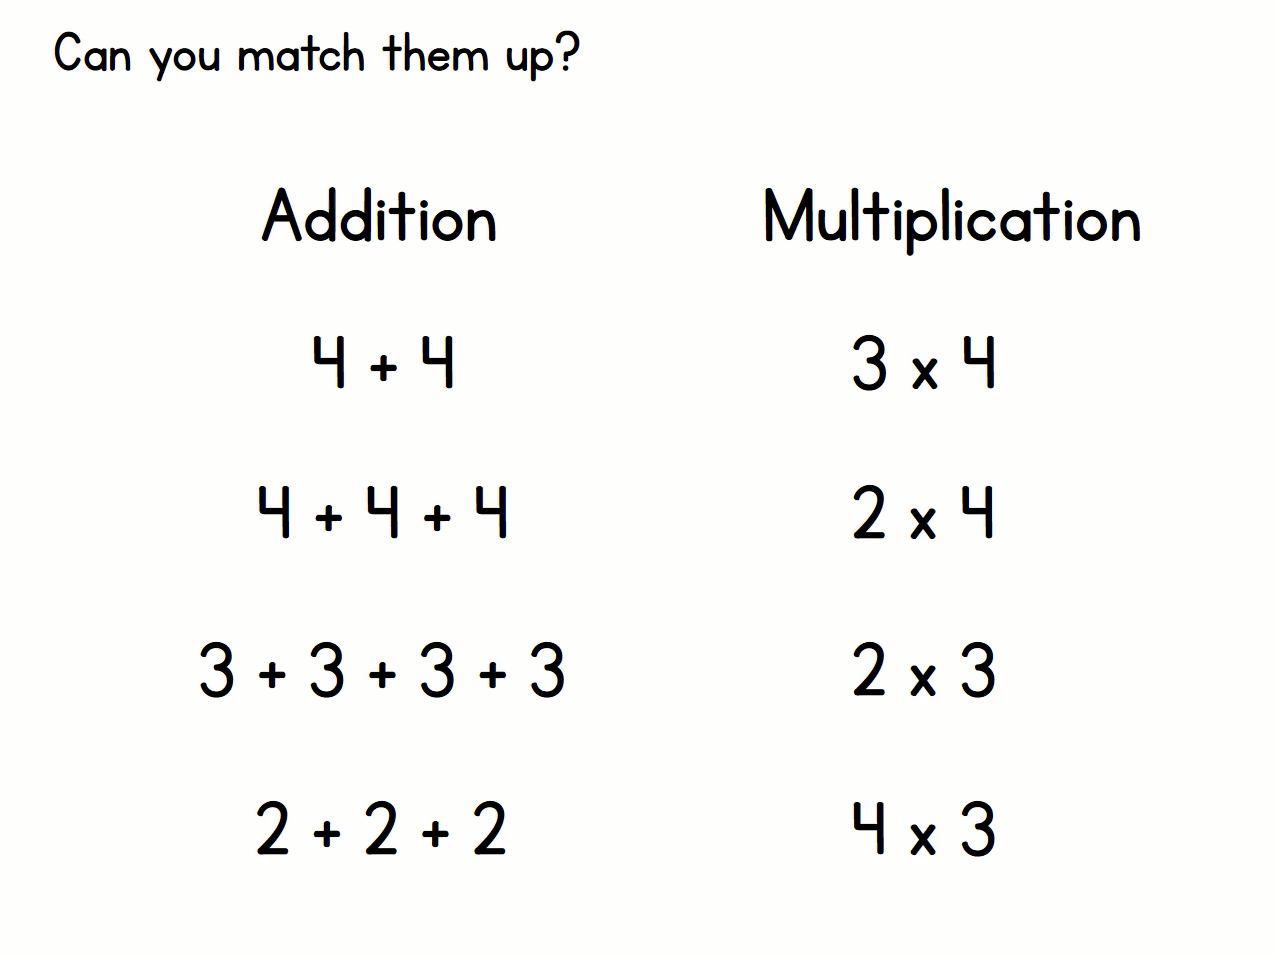 Can you match them up?
Addition Multiplication
4 + 4 3 x 4
4 + 4 + 4 2 x 4
3 + 3 + 3 + 3 2 x 3
2 + 2 + 2 4 x 3